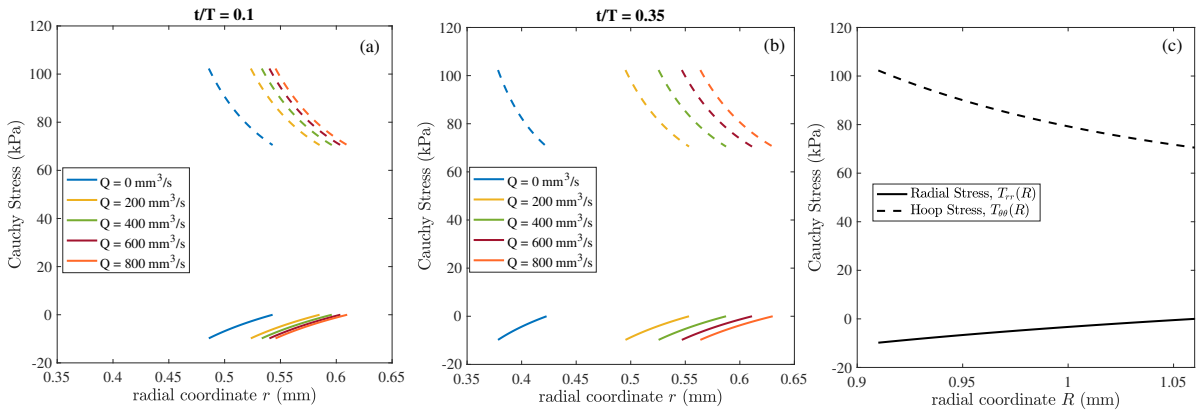 t/T = 0.1
(a)
120
100
80
60
40
20
0
-20
Cauchy Stress (kPa)
Q = 0 mm³/s
Q = 200 mm³/s
Q = 400 mm³/s
Q = 600 mm³/s
Q = 800 mm³/s
0.35 0.4 0.45 0.5 0.55 0.6 0.65
radial coordinate r (mm)
t/T = 0.35
(b)
120
100
80
60
40
20
0
-20
Cauchy Stress (kPa)
Q = 0 mm³/s
Q = 200 mm³/s
Q = 400 mm³/s
Q = 600 mm³/s
Q = 800 mm³/s
0.35 0.4 0.45 0.5 0.55 0.6 0.65
radial coordinate r (mm)
(c)
120
100
80
60
40
20
0
-20
Cauchy Stress (kPa)
Radial Stress, Tᵣᵣ(R)
Hoop Stress, T_θθ(R)
0.9 0.95 1 1.05
radial coordinate R (mm)